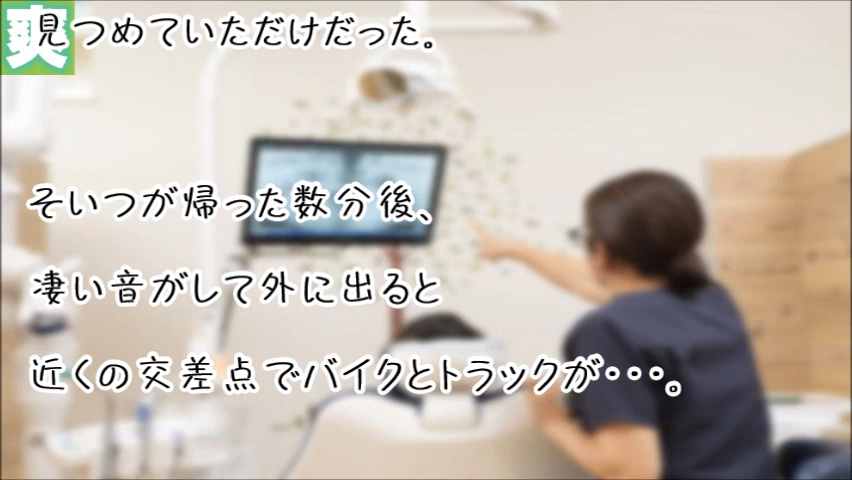 爽
見つめていただけだった。
そいつが帰った数分後、
凄い音がして外に出ると
近くの交差点でバイクとトラックが・・・。